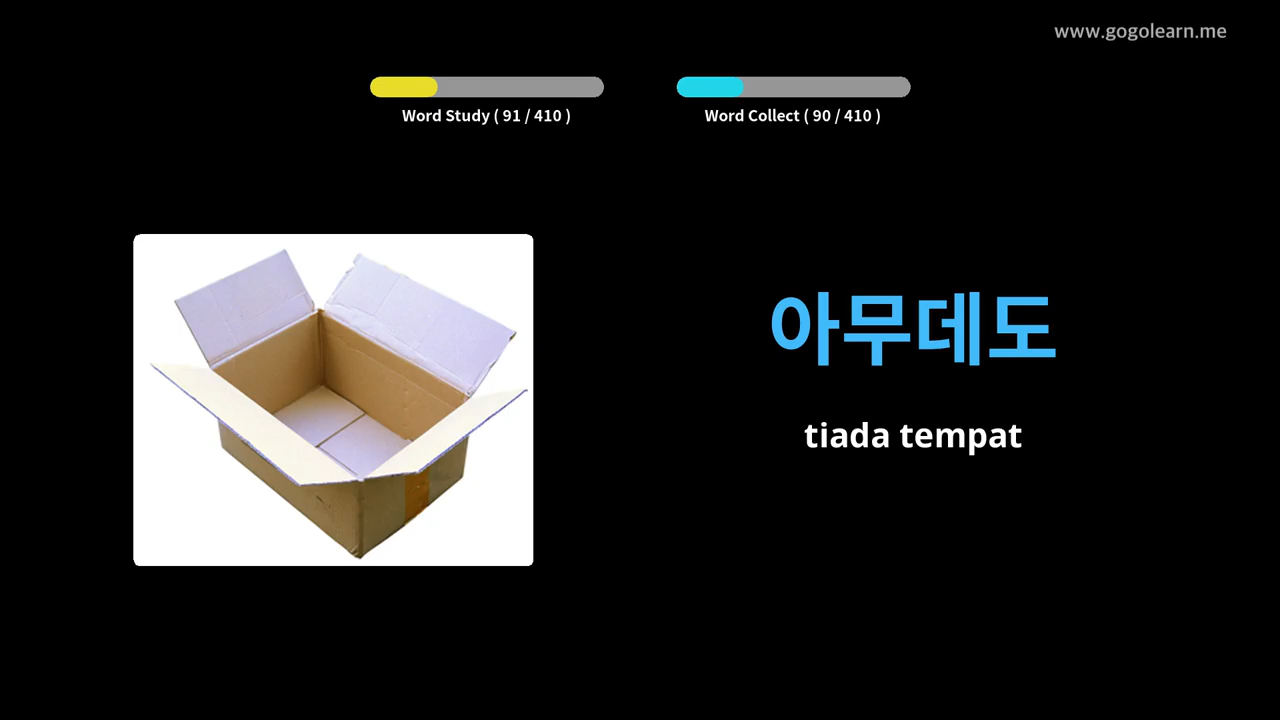 www.gogolearn.me
Word Study ( 91 / 410 )
Word Collect ( 90 / 410 )
아무데도
tiada tempat